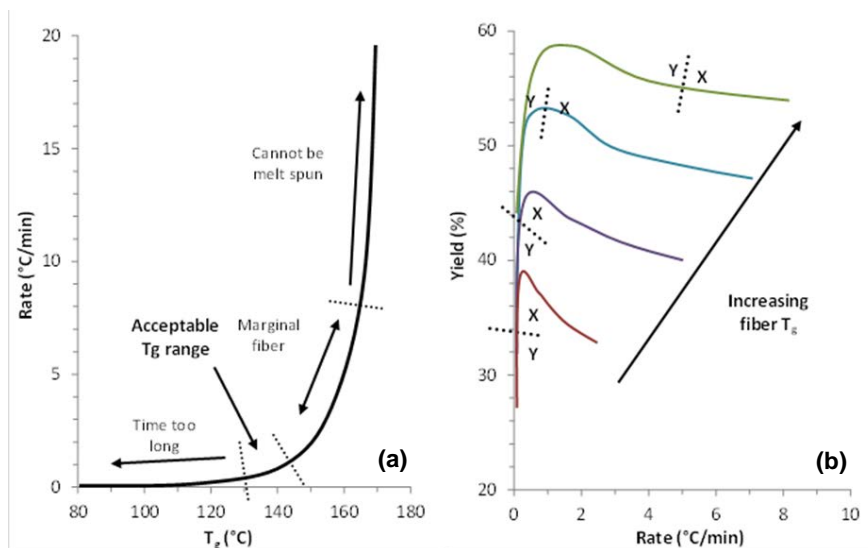 20
15
10
5
0
Rate (°C/min)
80
100
120
140
160
180
Tg (°C)
Cannot be
melt spun
Acceptable
Tg range
Marginal
fiber
Time too
long
(a)
60
50
40
30
20
Yield (%)
0
2
4
6
8
10
Rate (°C/min)
Y X
Y X
X
Y
X
Y
Increasing
fiber Tg
(b)